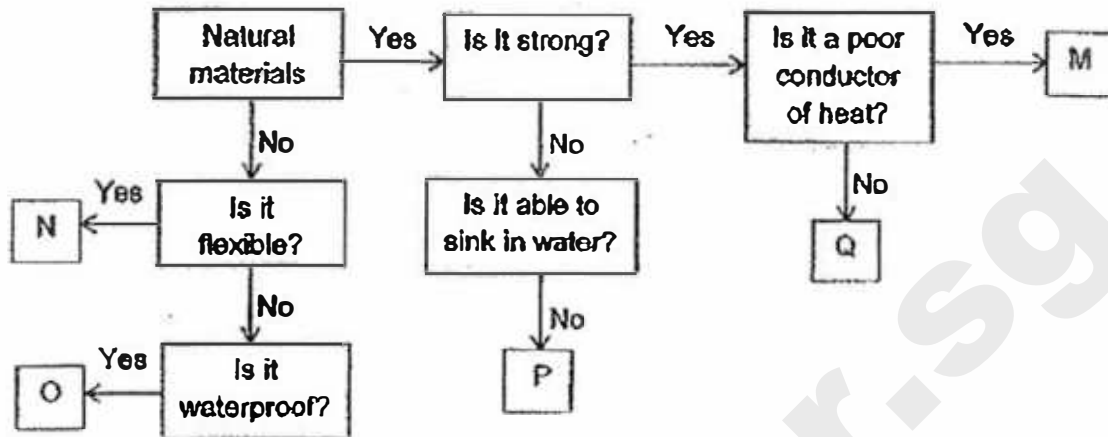 Natural
materials
Yes
Is it strong?
Yes
Is it a poor
conductor
of heat?
Yes
M
No
No
No
N
Yes
Is it
flexible?
Is it able to
sink in water?
Q
No
No
O
Yes
Is it
waterproof?
P
r.sg